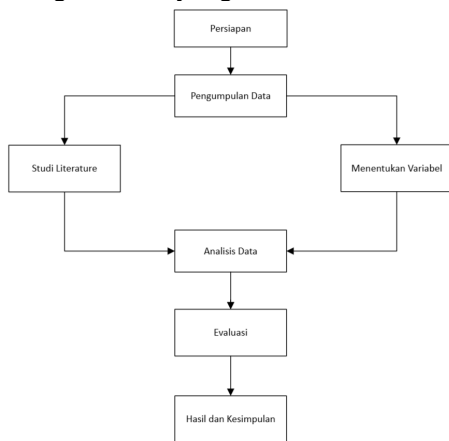 Persiapan
Pengumpulan Data
Studi Literature
Menentukan Variabel
Analisis Data
Evaluasi
Hasil dan Kesimpulan